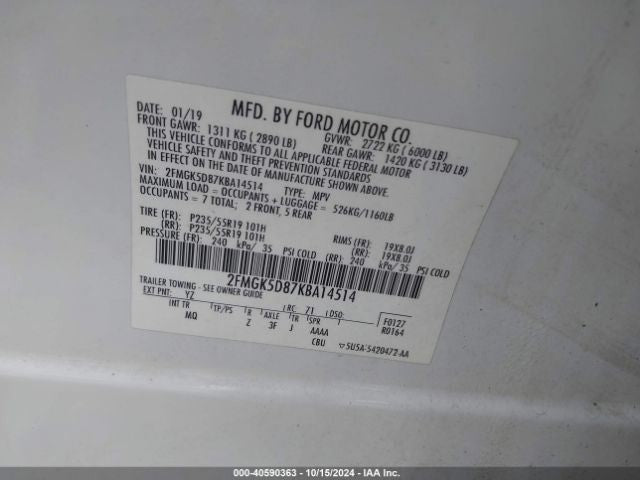 MFD. BY FORD MOTOR CO.
DATE: 01/19 GVWR: 2722 KG ( 6000 LB)
FRONT GAWR: 1311 KG ( 2890 LB) REAR GAWR: 1420 KG ( 3130 LB)
THIS VEHICLE CONFORMS TO ALL APPLICABLE FEDERAL MOTOR
VEHICLE SAFETY AND THEFT PREVENTION STANDARDS
IN EFFECT ON THE DATE OF MANUFACTURE SHOWN ABOVE.
VIN: 2FMGK5D87KBA14514 TYPE: MPV
MAXIMUM LOAD = OCCUPANTS + LUGGAGE = 526KG/1160LB
OCCUPANTS = 7 TOTAL; 2 FRONT, 5 REAR
TIRE (F): P235/55R19 101H RIMS (F): 19X8.0J
(RR): P235/55R19 101H (RR): 19X8.0J
PRESSURE (F): 240 kPa/ 35 PSI COLD (RR): 240 kPa/ 35 PSI COLD
2FMGK5D87KBA14514
TRAILER TOWING - SEE OWNER GUIDE
EXT PNT: YZ RC: 71 DSO: F0127
INT TR TP/PS R AXLE TR SPR R0164
MQ Z 3F J AAAA
CBU 5U5A-5420472-AA
000-40590363 - 10/15/2024 - IAA Inc.